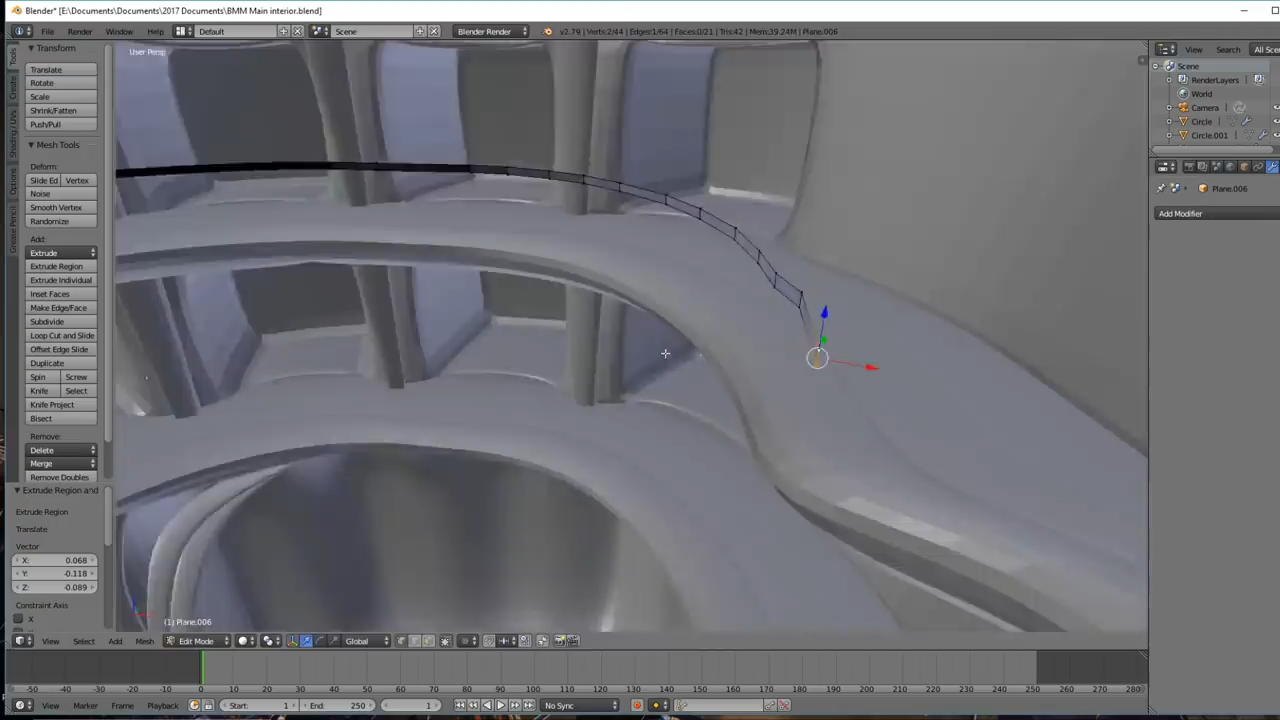 Blender* [E:\Documents\Documents\2017 Documents\BMM Main interior.blend]
File Render Window Help Default Scene Blender Render v2.79 | Verts:2/44 | Edges:1/64 | Faces:0/21 | Tris:42 | Mem:39.24M | Plane.006
View Search All Scen
Transform
User Persp
Translate
Rotate
Scale
Shrink/Fatten
Push/Pull
Mesh Tools
Deform:
Slide Ed Vertex
Noise
Smooth Vertex
Randomize
Add:
Extrude
Extrude Region
Extrude Individual
Inset Faces
Make Edge/Face
Subdivide
Loop Cut and Slide
Offset Edge Slide
Duplicate
Spin Screw
Knife Select
Knife Project
Bisect
Remove:
Delete
Merge
Remove Doubles
Tools
Create
Shading / UVs
Options
Grease Pencil
Extrude Region and
Extrude Region
Translate
Vector
X: 0.068
Y: -0.118
Z: -0.089
Constraint Axis
X
(1) Plane.006
Scene
RenderLayers
World
Camera
Circle
Circle.001
Plane.006
Add Modifier
View Select Add Mesh Edit Mode Global
-50 -40 -30 -20 -10 0 10 20 30 40 50 60 70 80 90 100 110 120 130 140 150 160 170 180 190 200 210 220 230 240 250 260 270 280
View Marker Frame Playback Start: 1 End: 250 1 No Sync